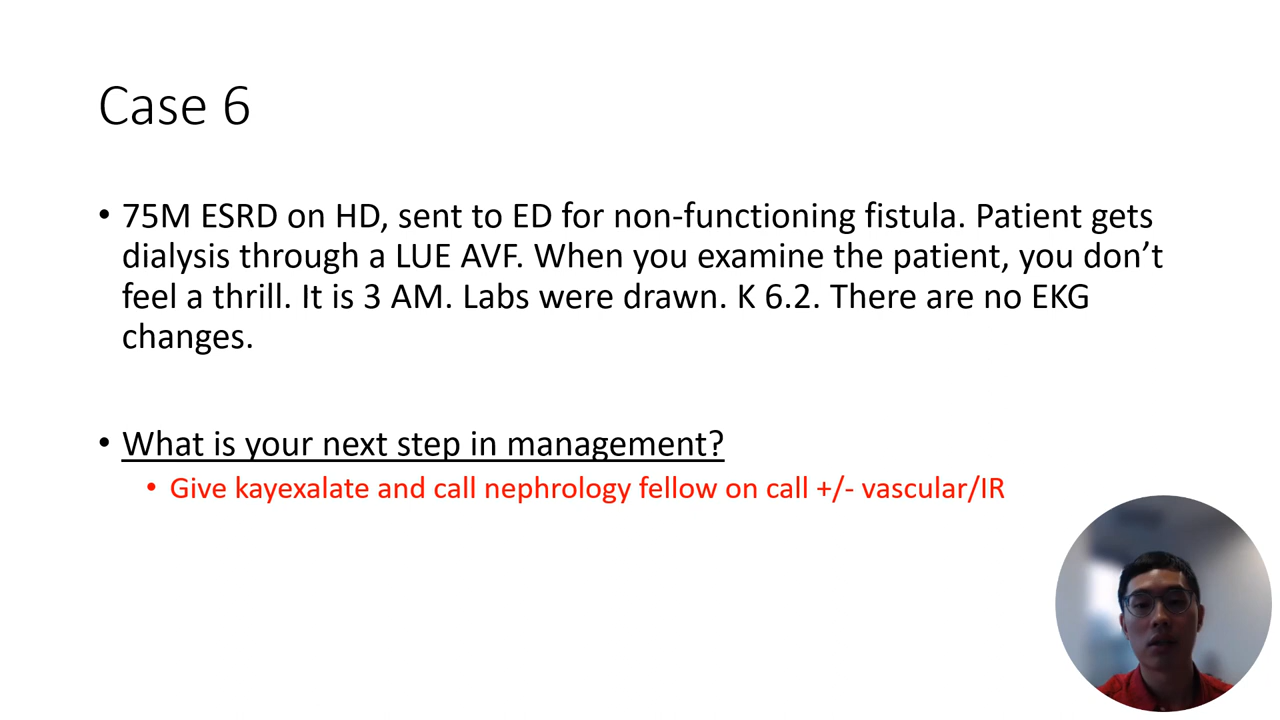 Case 6
• 75M ESRD on HD, sent to ED for non-functioning fistula. Patient gets
dialysis through a LUE AVF. When you examine the patient, you don’t
feel a thrill. It is 3 AM. Labs were drawn. K 6.2. There are no EKG
changes.
• What is your next step in management?
• Give kayexalate and call nephrology fellow on call +/- vascular/IR